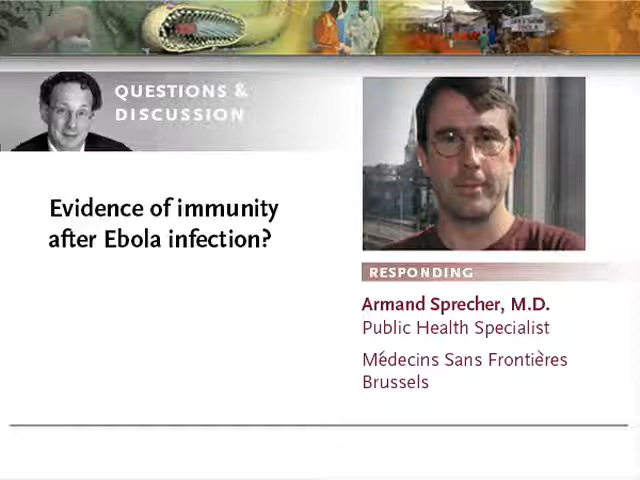 QUESTIONS &
DISCUSSION
Evidence of immunity
after Ebola infection?
RESPONDING
Armand Sprecher, M.D.
Public Health Specialist
Médecins Sans Frontières
Brussels